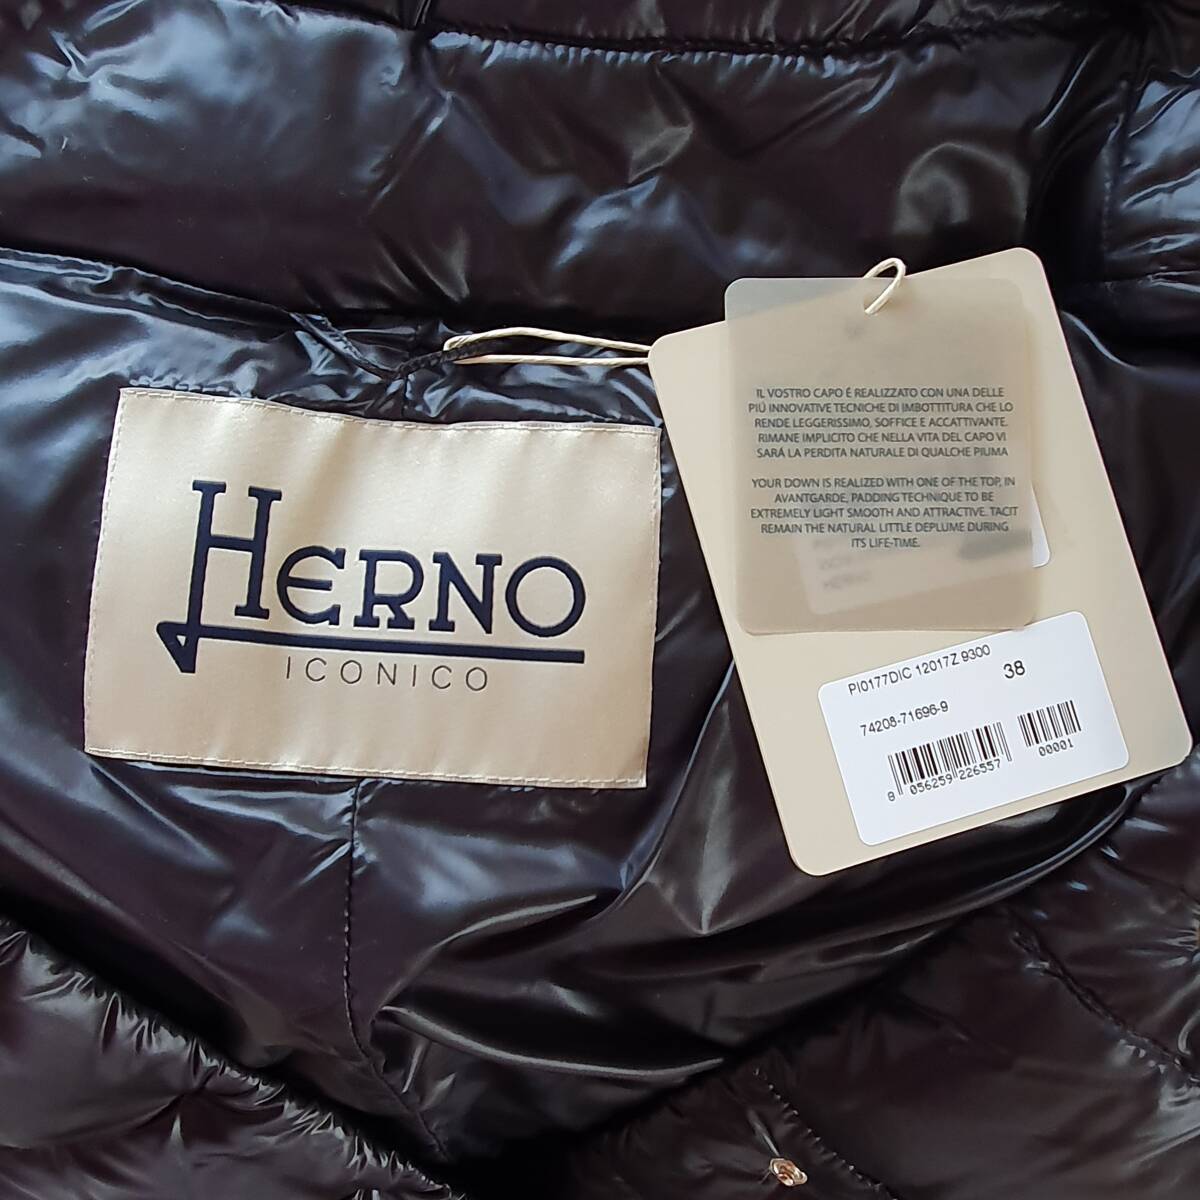 HERNO
ICONICO
IL VOSTRO CAPO É REALIZZATO CON UNA DELLE
PIÚ INNOVATIVE TECNICHE DI IMBOTTITURA CHE LO
RENDE LEGGERISSIMO, SOFFICE E ACCATTIVANTE.
RIMANE IMPLICITO CHE NELLA VITA DEL CAPO VI
SARÁ LA PERDITA NATURALE DI QUALCHE PIUMA
YOUR DOWN IS REALIZED WITH ONE OF THE TOP, IN
AVANTGARDE, PADDING TECHNIQUE TO BE
EXTREMELY LIGHT SMOOTH AND ATTRACTIVE. TACIT
REMAIN THE NATURAL LITTLE DEPLUME DURING
ITS LIFE-TIME.
PI0177DIC 12017Z 9300
38
74208-71696-9
8 056259 226557
00001